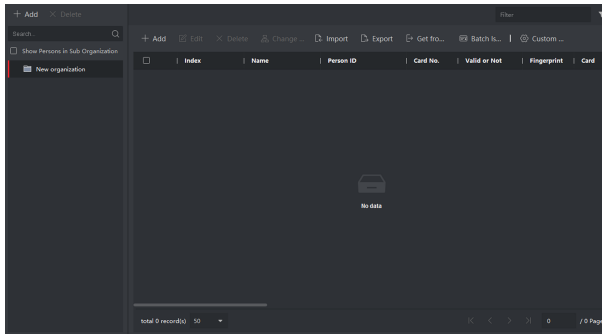 Add Delete
Filter
Search...
Show Persons in Sub Organization
New organization
Add Edit Delete Change ... Import Export Get fro... Batch Is... Custom ...
Index Name Person ID Card No. Valid or Not Fingerprint Card
No data
total 0 record(s) 50
0 / 0 Page